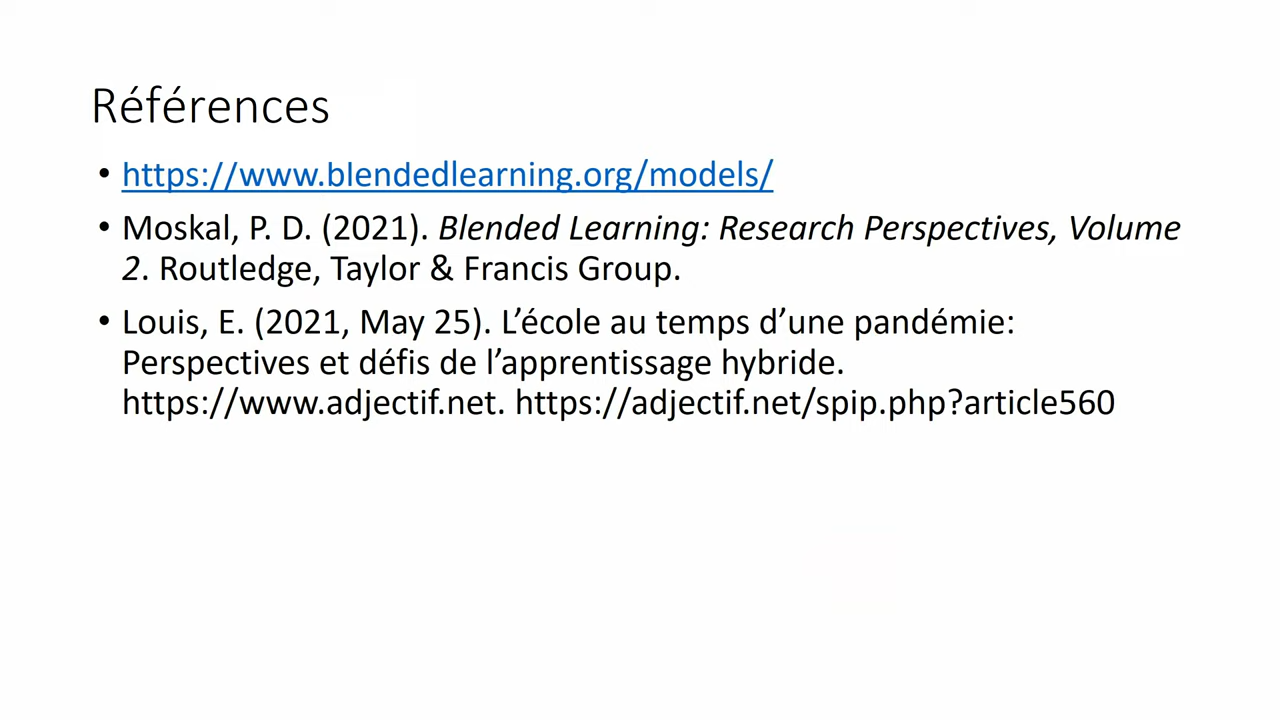 Références
• https://www.blendedlearning.org/models/
• Moskal, P. D. (2021). Blended Learning: Research Perspectives, Volume
2. Routledge, Taylor & Francis Group.
• Louis, E. (2021, May 25). L’école au temps d’une pandémie:
Perspectives et défis de l’apprentissage hybride.
https://www.adjectif.net. https://adjectif.net/spip.php?article560